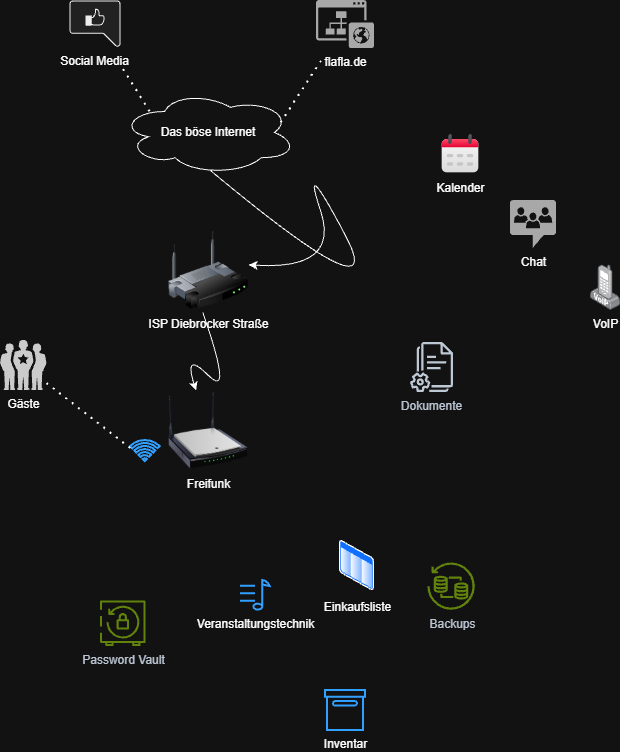 Social Media
flafla.de
Das böse Internet
Kalender
Chat
ISP Diebrocker Straße
VoIP
VoIP
Gäste
Dokumente
Freifunk
Einkaufsliste
Veranstaltungstechnik
Backups
Password Vault
Inventar